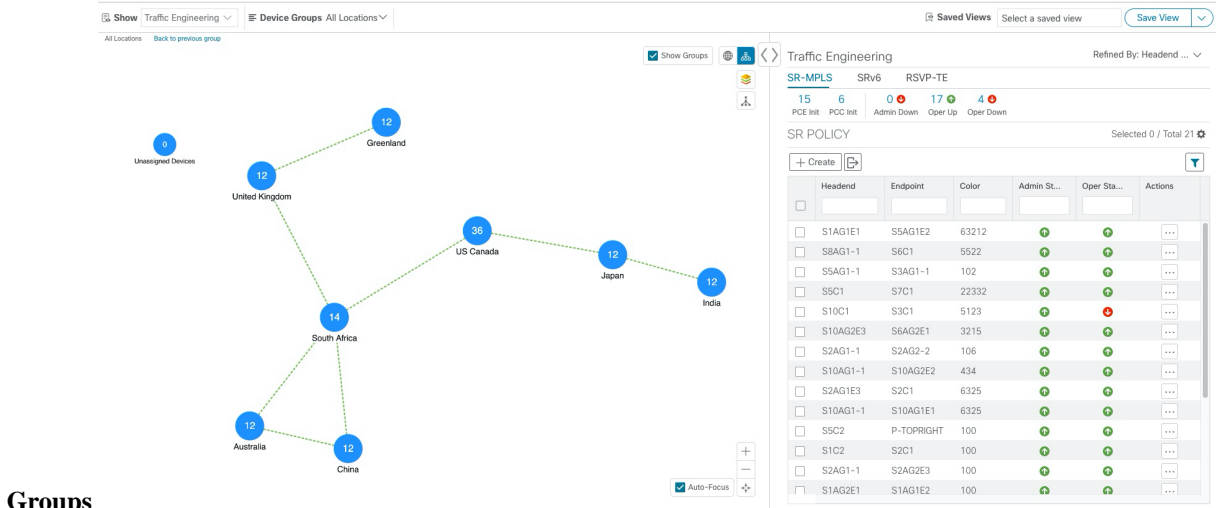 Show Traffic Engineering Device Groups All Locations Saved Views Select a saved view Save View
All Locations Back to previous group
Show Groups
12
Greenland
0
Unassigned Devices
12
United Kingdom
36
US Canada
12
Japan
12
India
14
South Africa
12
Australia
12
China
Auto-Focus
Groups
Traffic Engineering Refined By: Headend ...
SR-MPLS SRv6 RSVP-TE
15 6 0 17 4
PCE Init PCC Init Admin Down Oper Up Oper Down
SR POLICY Selected 0 / Total 21
+ Create
Headend Endpoint Color Admin St... Oper Sta... Actions
S1AG1E1 S5AG1E2 63212 ...
S8AG1-1 S6C1 5522 ...
S5AG1-1 S3AG1-1 102 ...
S5C1 S7C1 22332 ...
S10C1 S3C1 5123 ...
S10AG2E3 S6AG2E1 3215 ...
S2AG1-1 S2AG2-2 106 ...
S10AG1-1 S10AG2E2 434 ...
S2AG1E3 S2C1 6325 ...
S10AG1-1 S10AG1E1 6325 ...
S5C2 P-TOPRIGHT 100 ...
S1C2 S2C1 100 ...
S2AG1-1 S2AG2E3 100 ...
S1AG2E1 S1AG1E2 100 ...